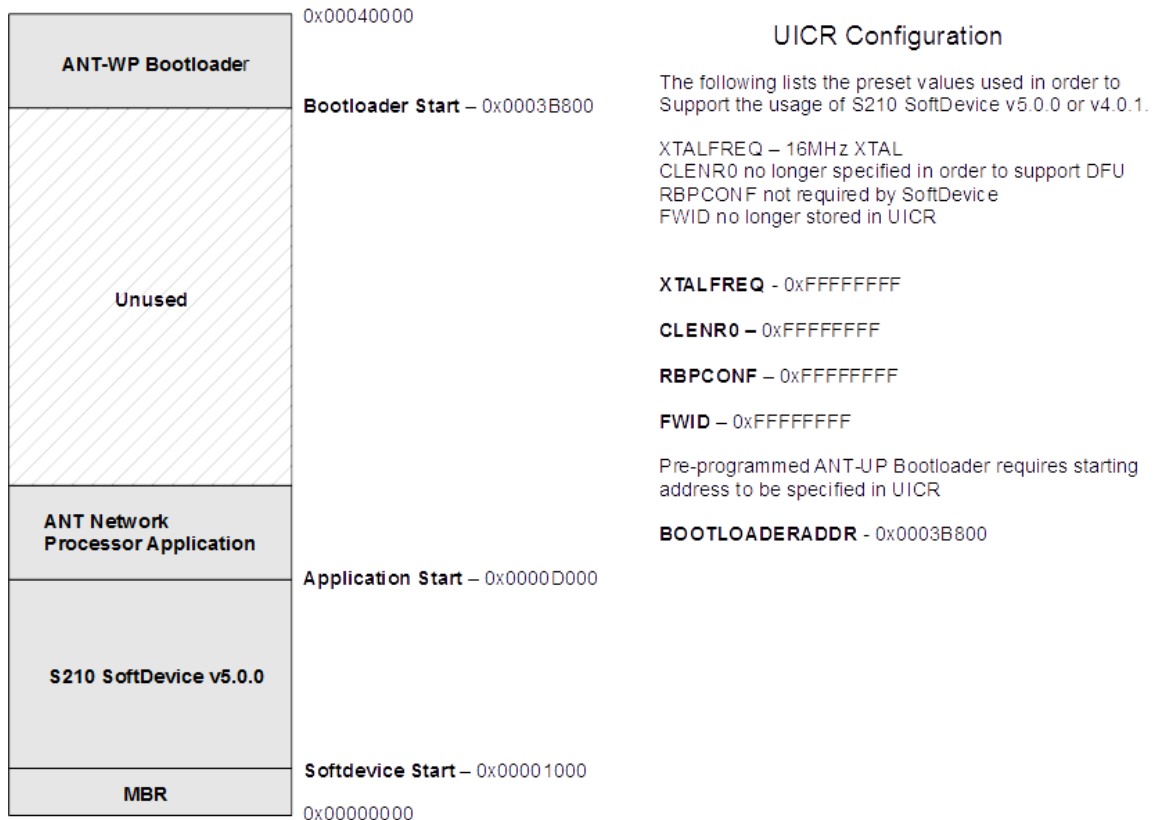 0x00040000
ANT-WP Bootloader
Bootloader Start – 0x0003B800
Unused
ANT Network
Processor Application
Application Start – 0x0000D000
S210 SoftDevice v5.0.0
Softdevice Start – 0x00001000
MBR
0x00000000
UICR Configuration
The following lists the preset values used in order to
Support the usage of S210 SoftDevice v5.0.0 or v4.0.1.
XTALFREQ – 16MHz XTAL
CLENR0 no longer specified in order to support DFU
RBPCONF not required by SoftDevice
FWID no longer stored in UICR
XTALFREQ - 0xFFFFFFFF
CLENR0 – 0xFFFFFFFF
RBPCONF – 0xFFFFFFFF
FWID – 0xFFFFFFFF
Pre-programmed ANT-UP Bootloader requires starting
address to be specified in UICR
BOOTLOADERADDR - 0x0003B800